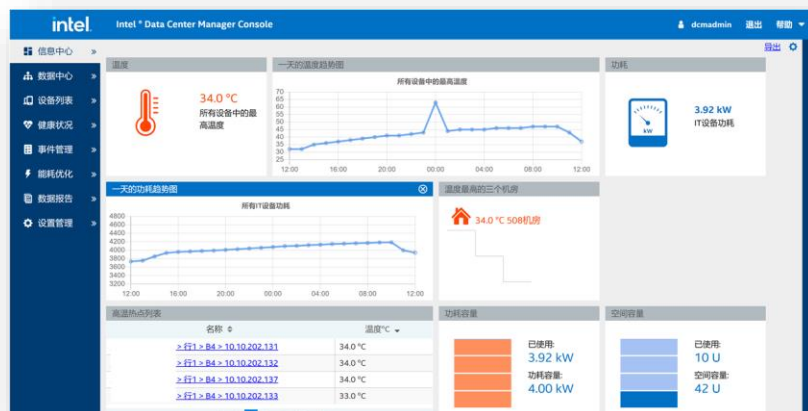 intel. Intel® Data Center Manager Console dcmadmin 退出 帮助
信息中心 »
数据中心 »
设备列表 »
健康状况 »
事件管理 »
能耗优化 »
数据报告 »
设置管理 »
导出
温度
34.0 °C
所有设备中的最
高温度
一天的温度趋势图
所有设备中的最高温度
70
65
60
55
50
45
40
35
30
25
12:00 16:00 20:00 00:00 04:00 08:00 12:00
功耗
kW
3.92 kW
IT设备功耗
一天的功耗趋势图
所有IT设备功耗
4800
4600
4400
4200
4000
3800
3600
3400
3200
12:00 16:00 20:00 00:00 04:00 08:00 12:00
温度最高的三个机房
34.0 °C 508机房
高温热点列表
名称 温度°C
> 行1 > B4 > 10.10.202.131 34.0 °C
> 行1 > B4 > 10.10.202.132 34.0 °C
> 行1 > B4 > 10.10.202.137 34.0 °C
> 行1 > B4 > 10.10.202.133 33.0 °C
功耗容量
已使用:
3.92 kW
功耗容量:
4.00 kW
空间容量
已使用:
10 U
空间容量:
42 U